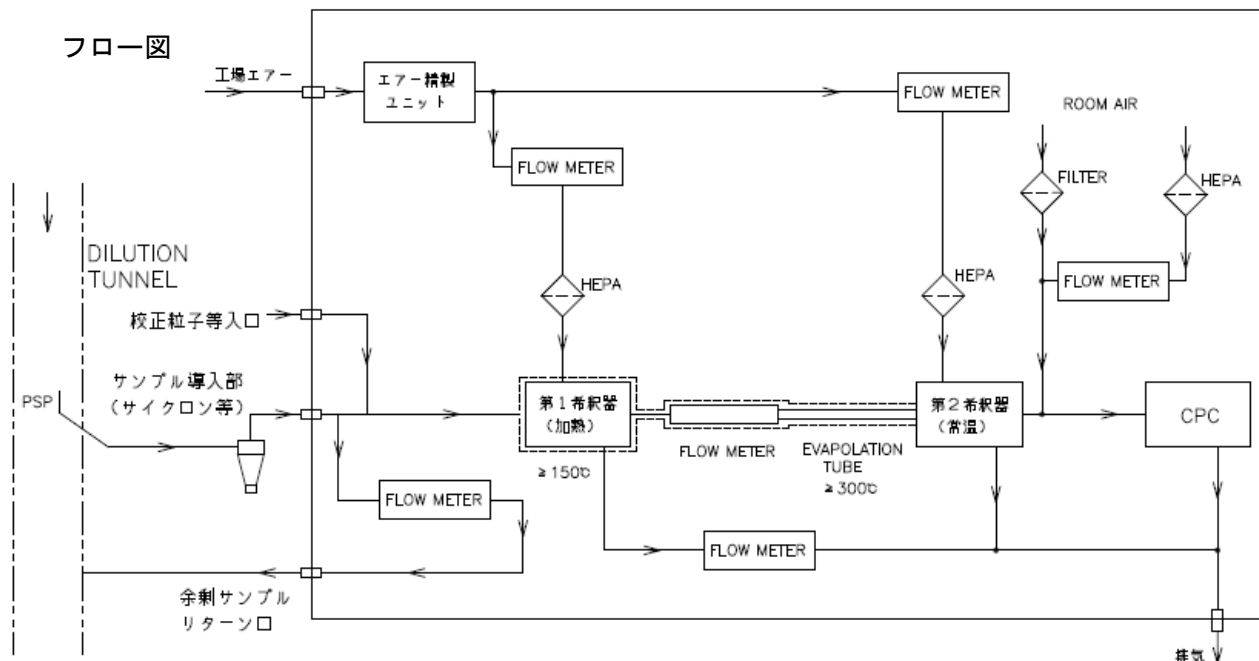 フロー図
工場エアー
エアー精製
ユニット
FLOW METER
ROOM AIR
FLOW METER
FILTER
HEPA
DILUTION
TUNNEL
HEPA
HEPA
FLOW METER
校正粒子等入口
サンプル導入部
(サイクロン等)
PSP
第1希釈器
(加熱)
第2希釈器
(常温)
CPC
≧150℃
FLOW METER
EVAPOLATION
TUBE
≧300℃
FLOW METER
FLOW METER
余剰サンプル
リターン口
排気